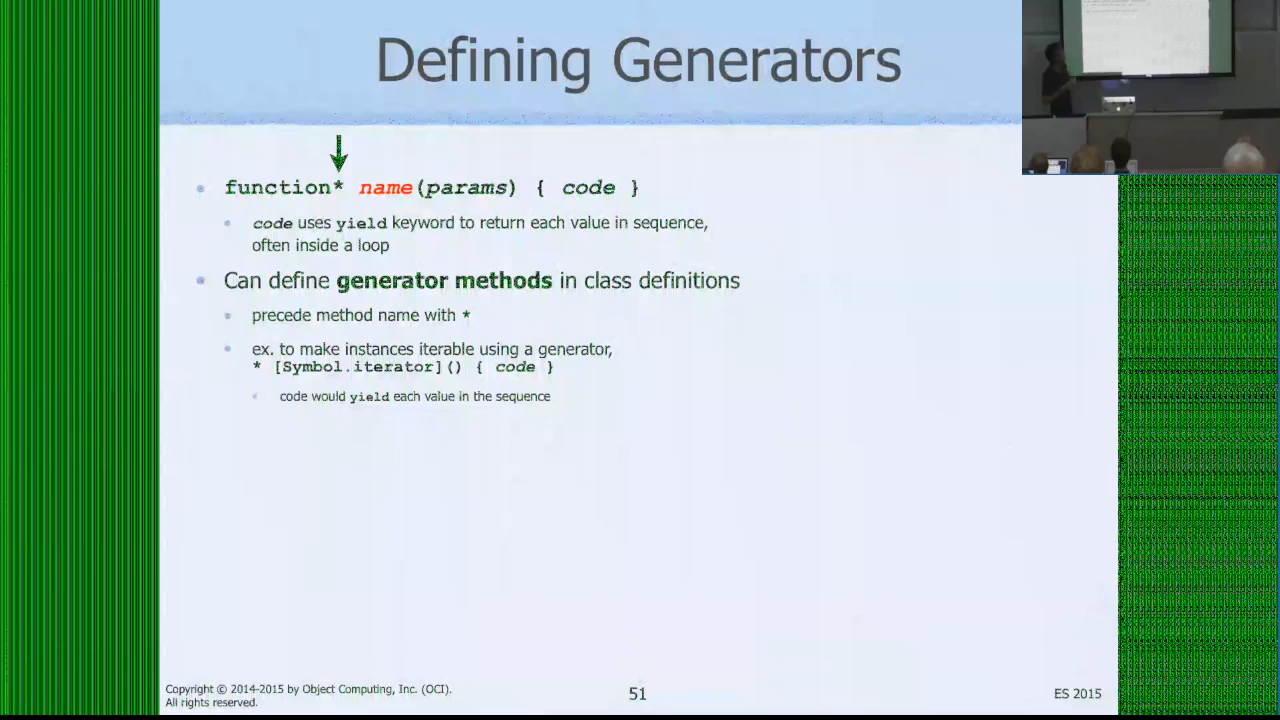 Defining Generators
function* name(params) { code }
code uses yield keyword to return each value in sequence,
often inside a loop
Can define generator methods in class definitions
precede method name with *
ex. to make instances iterable using a generator,
* [Symbol.iterator]() { code }
code would yield each value in the sequence
Copyright © 2014-2015 by Object Computing, Inc. (OCI).
All rights reserved.
51
ES 2015